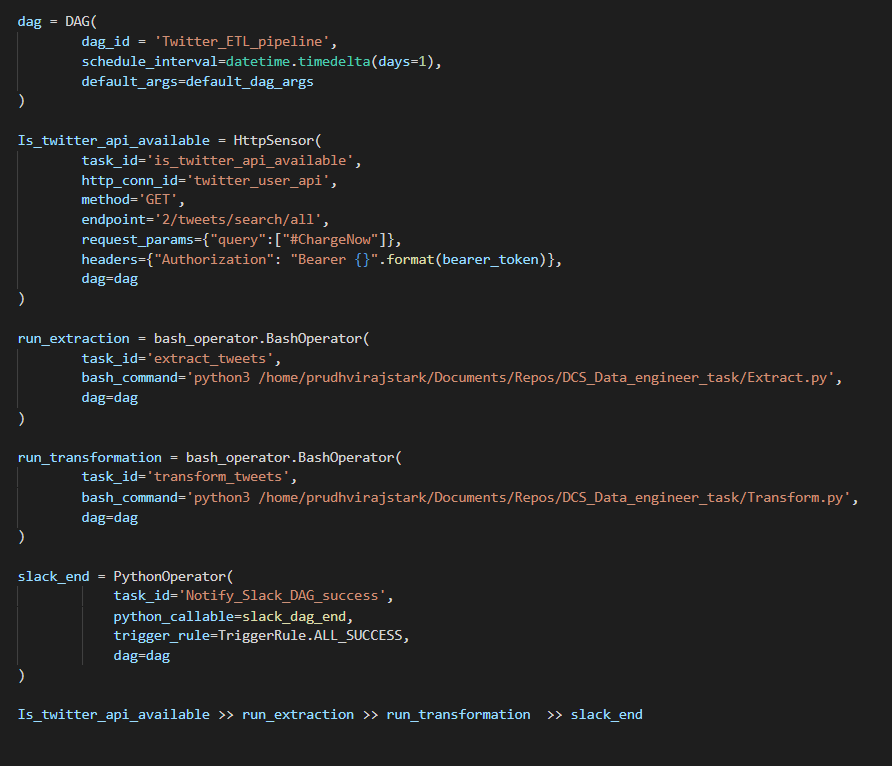 dag = DAG(
        dag_id = 'Twitter_ETL_pipeline',
        schedule_interval=datetime.timedelta(days=1),
        default_args=default_dag_args
)

Is_twitter_api_available = HttpSensor(
        task_id='is_twitter_api_available',
        http_conn_id='twitter_user_api',
        method='GET',
        endpoint='2/tweets/search/all',
        request_params={"query":["#ChargeNow"]},
        headers={"Authorization": "Bearer {}".format(bearer_token)},
        dag=dag
)

run_extraction = bash_operator.BashOperator(
        task_id='extract_tweets',
        bash_command='python3 /home/prudhvirajstark/Documents/Repos/DCS_Data_engineer_task/Extract.py',
        dag=dag
)

run_transformation = bash_operator.BashOperator(
        task_id='transform_tweets',
        bash_command='python3 /home/prudhvirajstark/Documents/Repos/DCS_Data_engineer_task/Transform.py',
        dag=dag
)

slack_end = PythonOperator(
            task_id='Notify_Slack_DAG_success',
            python_callable=slack_dag_end,
            trigger_rule=TriggerRule.ALL_SUCCESS,
            dag=dag
)

Is_twitter_api_available >> run_extraction >> run_transformation  >> slack_end